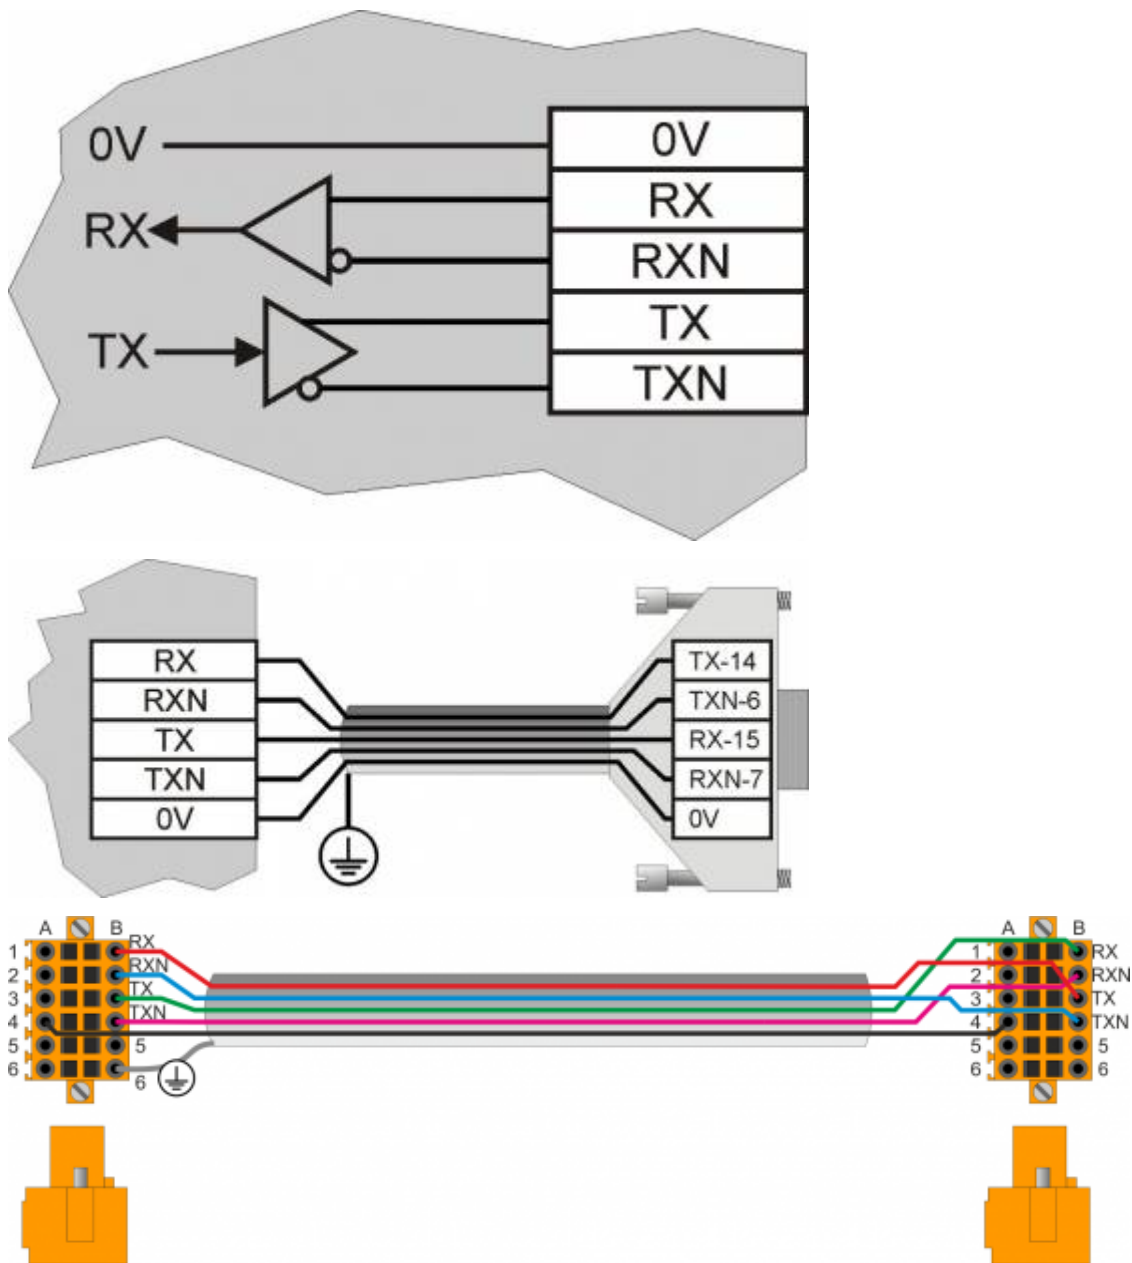 0V 0V
RX RX
RXN
TX TX
TXN
RX TX-14
RXN TXN-6
TX RX-15
TXN RXN-7
0V 0V
A B A B
1 RX 1 RX
2 RXN 2 RXN
3 TX 3 TX
4 TXN 4 TXN
5 5 5 5
6 6 6 6